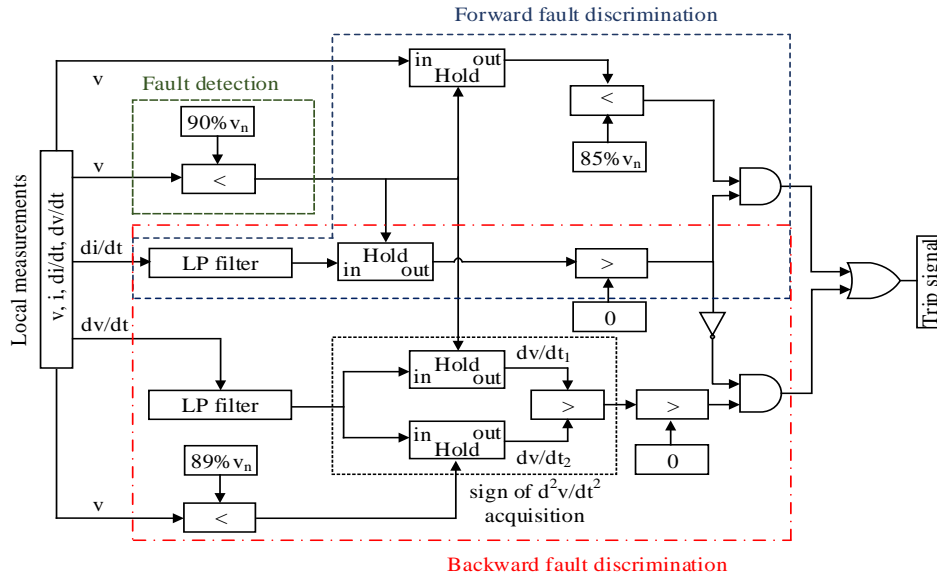 Forward fault discrimination
in out
Hold
v
Fault detection
90% vₙ
<
85% vₙ
v
<
Local measurements
v, i, di/dt, dv/dt
di/dt
LP filter
Hold
in out
>
0
Trip signal
dv/dt
Hold
in out
dv/dt₁
LP filter
>
>
in out
Hold
dv/dt₂
0
89% vₙ
v
<
sign of d²v/dt²
acquisition
Backward fault discrimination